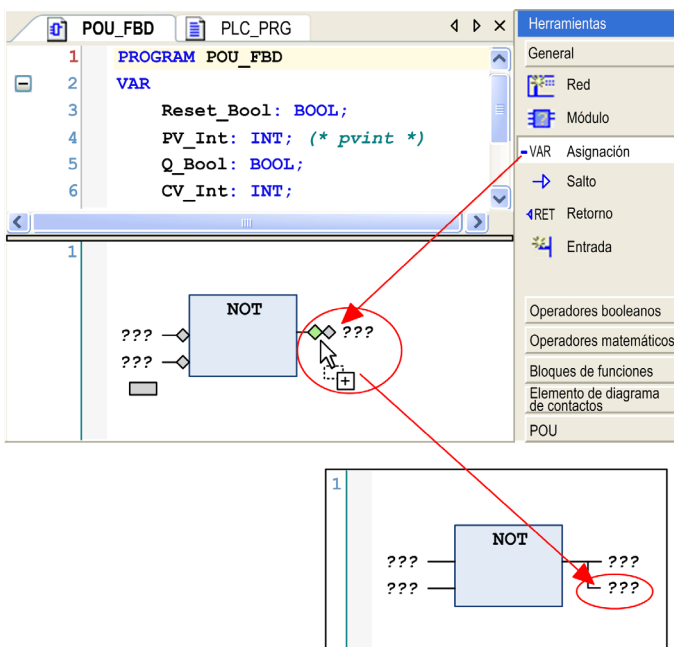 POU_FBD
PLC_PRG
1 PROGRAM POU_FBD
2 VAR
3 Reset_Bool: BOOL;
4 PV_Int: INT; (* pvint *)
5 Q_Bool: BOOL;
6 CV_Int: INT;
1
NOT
???
???
???
Herramientas
General
Red
Módulo
VAR Asignación
Salto
RET Retorno
Entrada
Operadores booleanos
Operadores matemáticos
Bloques de funciones
Elemento de diagrama
de contactos
POU
1
NOT
??? ???
??? ???